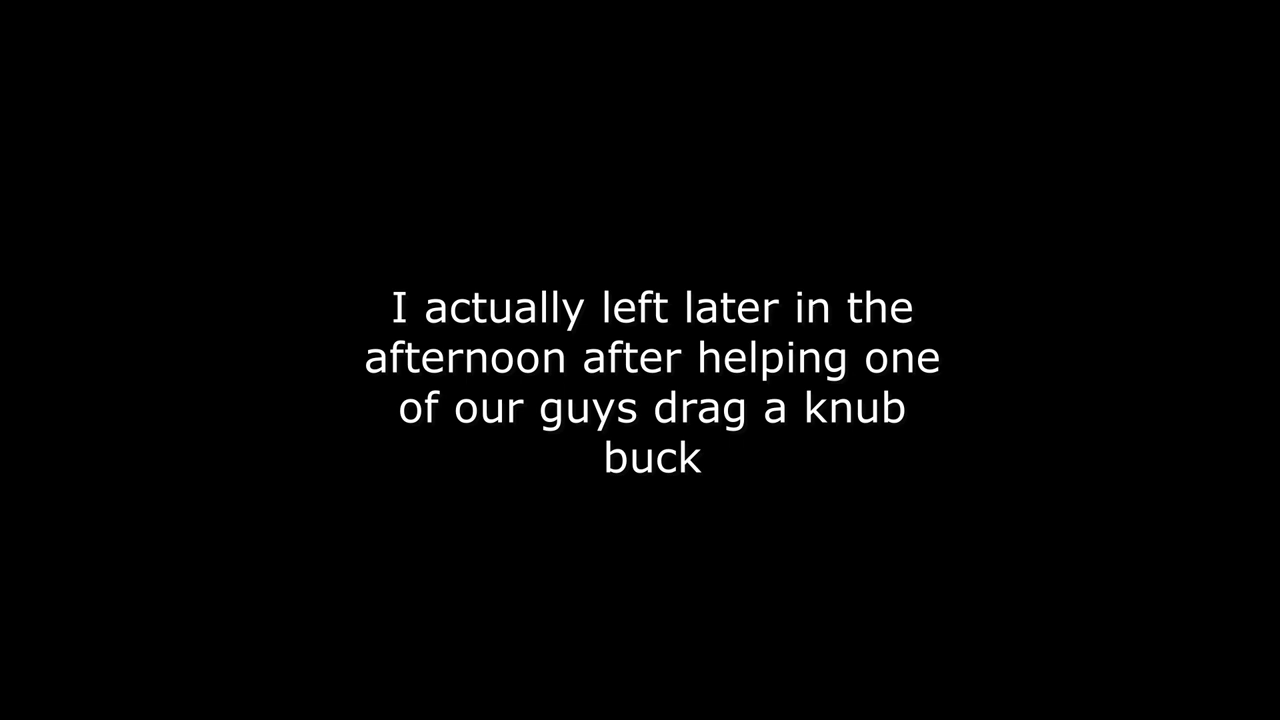 I actually left later in the
afternoon after helping one
of our guys drag a knub
buck